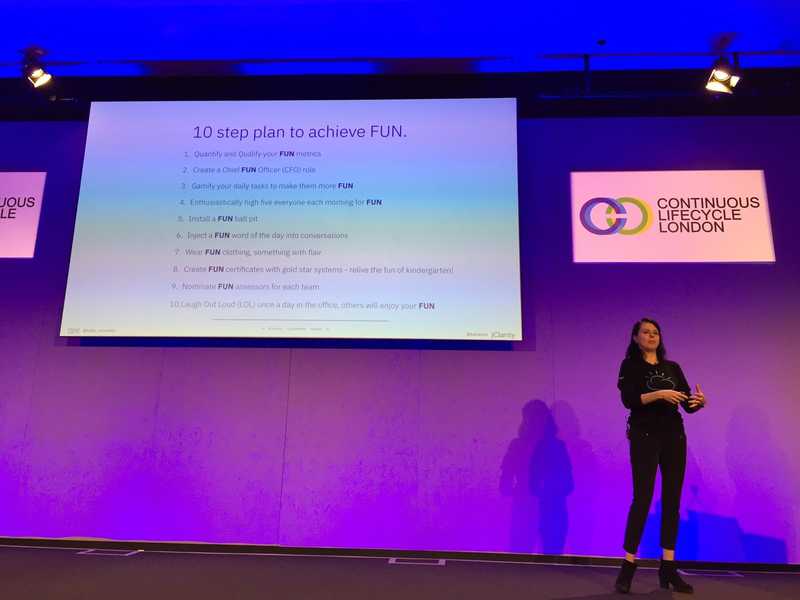 10 step plan to achieve FUN.
1. Quantify and Qualify your FUN metrics
2. Create a Chief FUN Officer (CFO) role
3. Gamify your daily tasks to make them more FUN
4. Enthusiastically high five everyone each morning for FUN
5. Install a FUN ball pit
6. Inject a FUN word of the day into conversations
7. Wear FUN clothing, something with flair
8. Create FUN certificates with gold star systems - relive the fun of kindergarten!
9. Nominate FUN assessors for each team
10. Laugh Out Loud (LOL) once a day in the office, others will enjoy your FUN
IBM
jClarity
UOUS
LE
CONTINUOUS
LIFECYCLE
LONDON